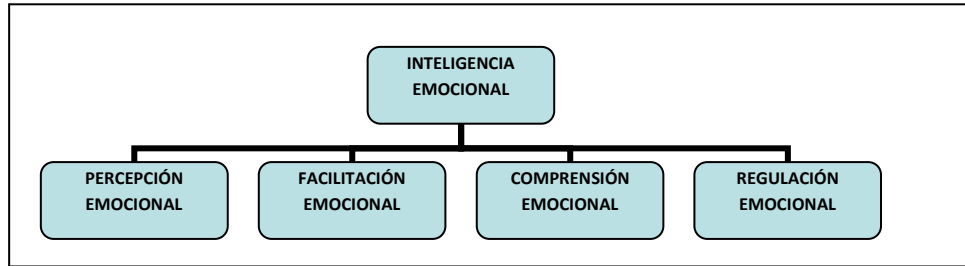 INTELIGENCIA
EMOCIONAL
PERCEPCIÓN
EMOCIONAL
FACILITACIÓN
EMOCIONAL
COMPRENSIÓN
EMOCIONAL
REGULACIÓN
EMOCIONAL